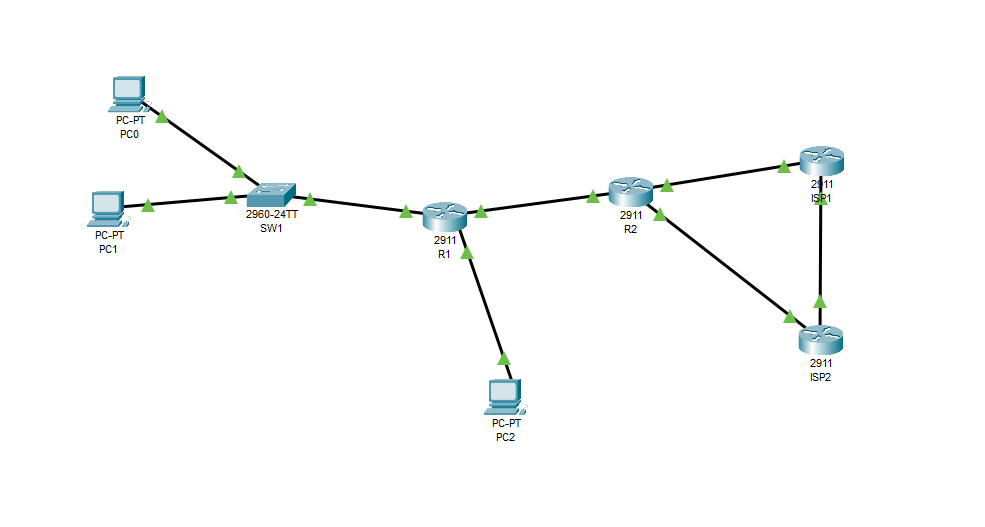 PC-PT
PC0
PC-PT
PC1
2960-24TT
SW1
2911
R1
2911
R2
2911
ISP1
2911
ISP2
PC-PT
PC2